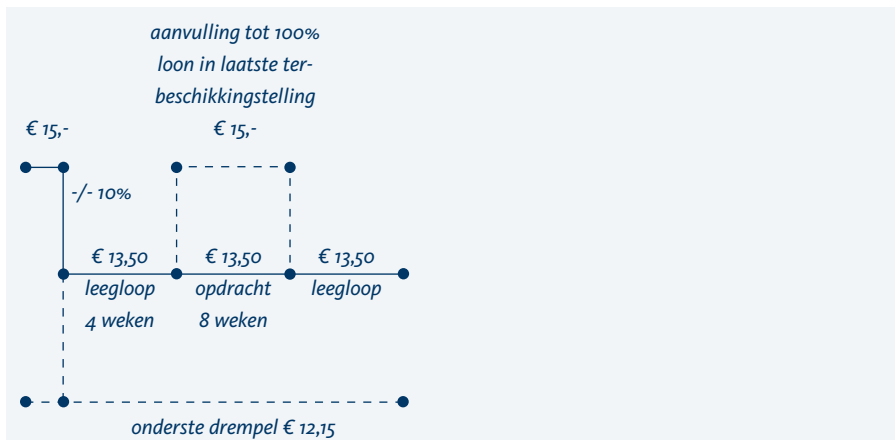 aanvulling tot 100%
loon in laatste ter-
beschikkingstelling
€ 15,- € 15,-
-/- 10%
€ 13,50 € 13,50 € 13,50
leegloop opdracht leegloop
4 weken 8 weken
onderste drempel € 12,15